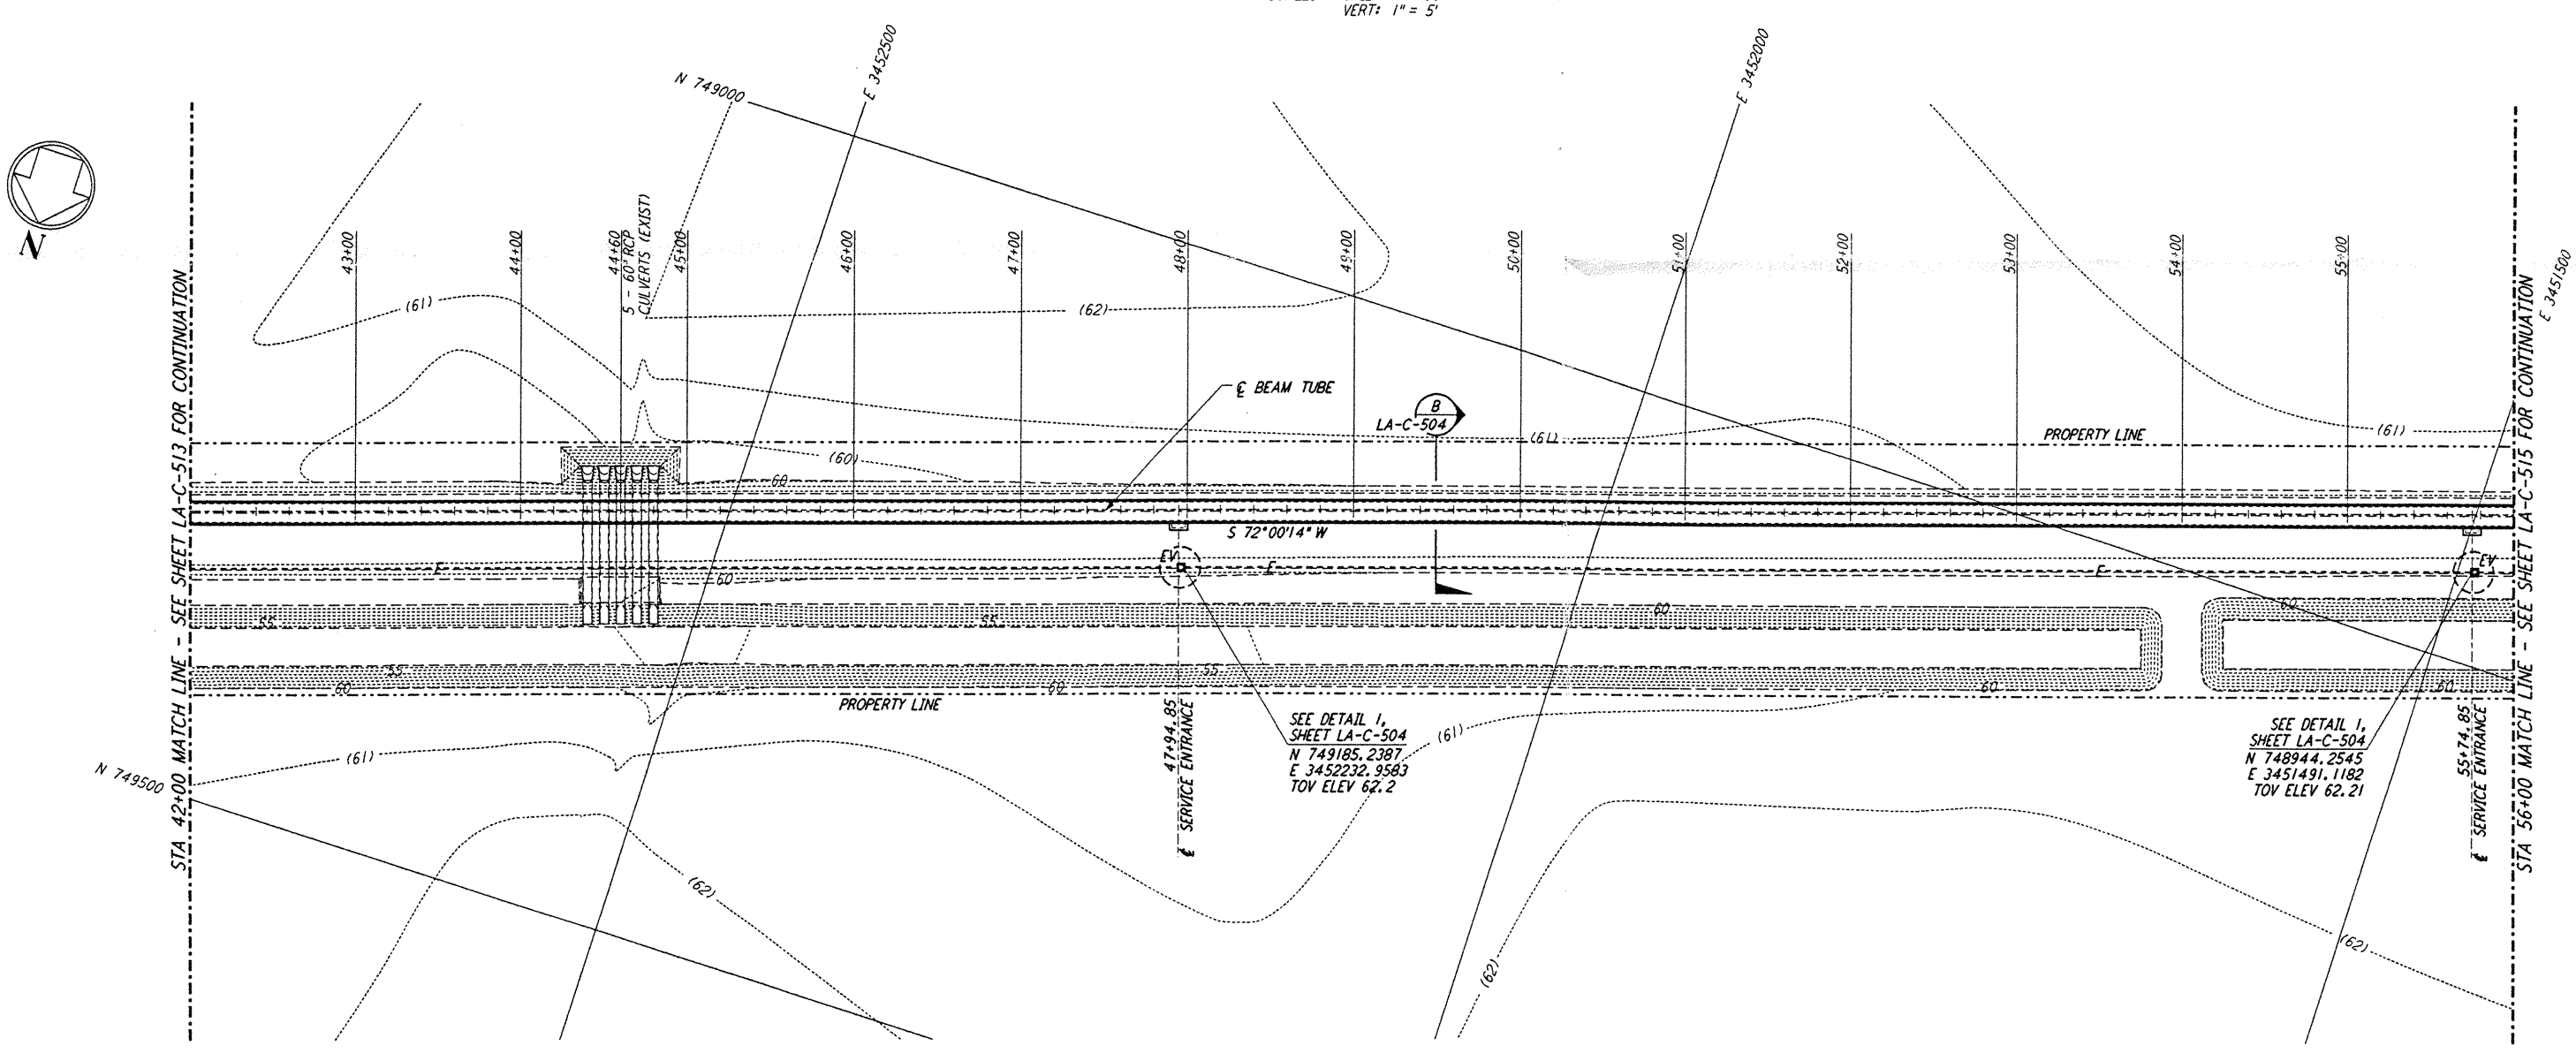 VERT: 1" = 5'
N 749000
E 3452500
E 3452000
E 3451500
N
43+00
44+00
44+60
5 - 60" RCP
CULVERTS (EXIST)
45+00
46+00
47+00
48+00
49+00
50+00
51+00
52+00
53+00
54+00
55+00
STA 42+00 MATCH LINE - SEE SHEET LA-C-513 FOR CONTINUATION
STA 56+00 MATCH LINE - SEE SHEET LA-C-515 FOR CONTINUATION
(61)
(62)
℄ BEAM TUBE
B
LA-C-504
(61)
PROPERTY LINE
(61)
(60)
60
S 72°00'14" W
EV
EV
E
E
E
60
55
55
60
60
55
60
60
55
60
60
60
PROPERTY LINE
47+94.85
℄ SERVICE ENTRANCE
SEE DETAIL 1,
SHEET LA-C-504
N 749185.2387
E 3452232.9583
TOV ELEV 62.2
(61)
SEE DETAIL 1,
SHEET LA-C-504
N 748944.2545
E 3451491.1182
TOV ELEV 62.21
55+74.85
℄ SERVICE ENTRANCE
N 749500
(61)
(62)
(62)
(62)